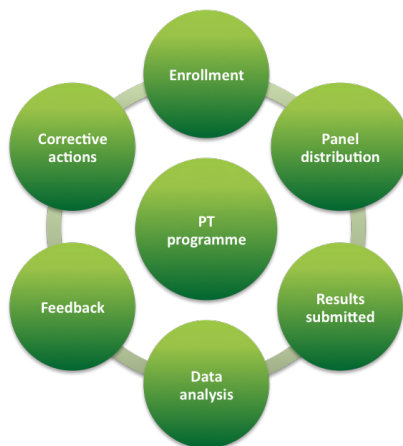 Enrollment
Panel
distribution
Results
submitted
Data
analysis
Feedback
Corrective
actions
PT
programme